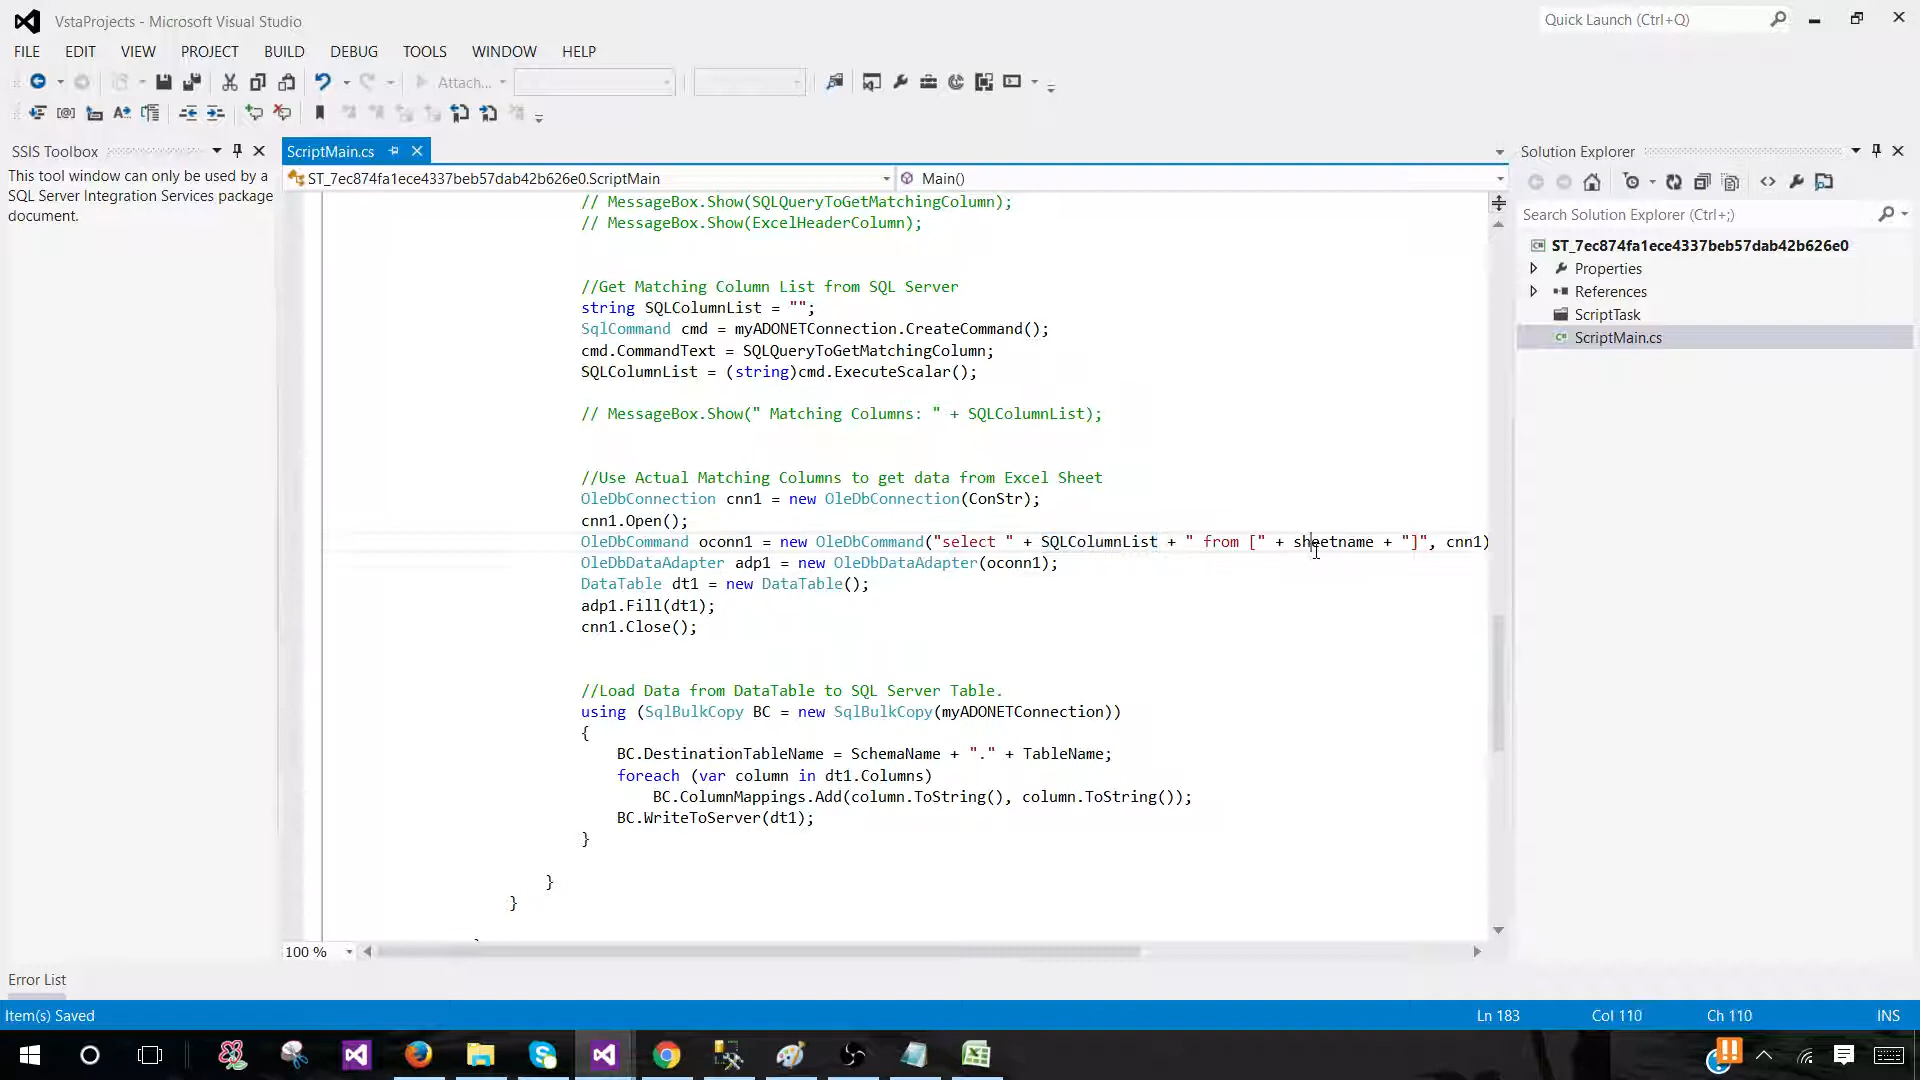 VstaProjects - Microsoft Visual Studio
Quick Launch (Ctrl+Q)
FILE EDIT VIEW PROJECT BUILD DEBUG TOOLS WINDOW HELP
Attach...
SSIS Toolbox
This tool window can only be used by a
SQL Server Integration Services package
document.
ScriptMain.cs
ST_7ec874fa1ece4337beb57dab42b626e0.ScriptMain
Main()
// MessageBox.Show(SQLQueryToGetMatchingColumn);
// MessageBox.Show(ExcelHeaderColumn);
//Get Matching Column List from SQL Server
string SQLColumnList = "";
SqlCommand cmd = myADONETConnection.CreateCommand();
cmd.CommandText = SQLQueryToGetMatchingColumn;
SQLColumnList = (string)cmd.ExecuteScalar();
// MessageBox.Show(" Matching Columns: " + SQLColumnList);
//Use Actual Matching Columns to get data from Excel Sheet
OleDbConnection cnn1 = new OleDbConnection(ConStr);
cnn1.Open();
OleDbCommand oconn1 = new OleDbCommand("select " + SQLColumnList + " from [" + sheetname + "]", cnn1)
OleDbDataAdapter adp1 = new OleDbDataAdapter(oconn1);
DataTable dt1 = new DataTable();
adp1.Fill(dt1);
cnn1.Close();
//Load Data from DataTable to SQL Server Table.
using (SqlBulkCopy BC = new SqlBulkCopy(myADONETConnection))
{
BC.DestinationTableName = SchemaName + "." + TableName;
foreach (var column in dt1.Columns)
BC.ColumnMappings.Add(column.ToString(), column.ToString());
BC.WriteToServer(dt1);
}
}
}
100 %
Solution Explorer
Search Solution Explorer (Ctrl+;)
ST_7ec874fa1ece4337beb57dab42b626e0
Properties
References
ScriptTask
ScriptMain.cs
Error List
Item(s) Saved
Ln 183
Col 110
Ch 110
INS